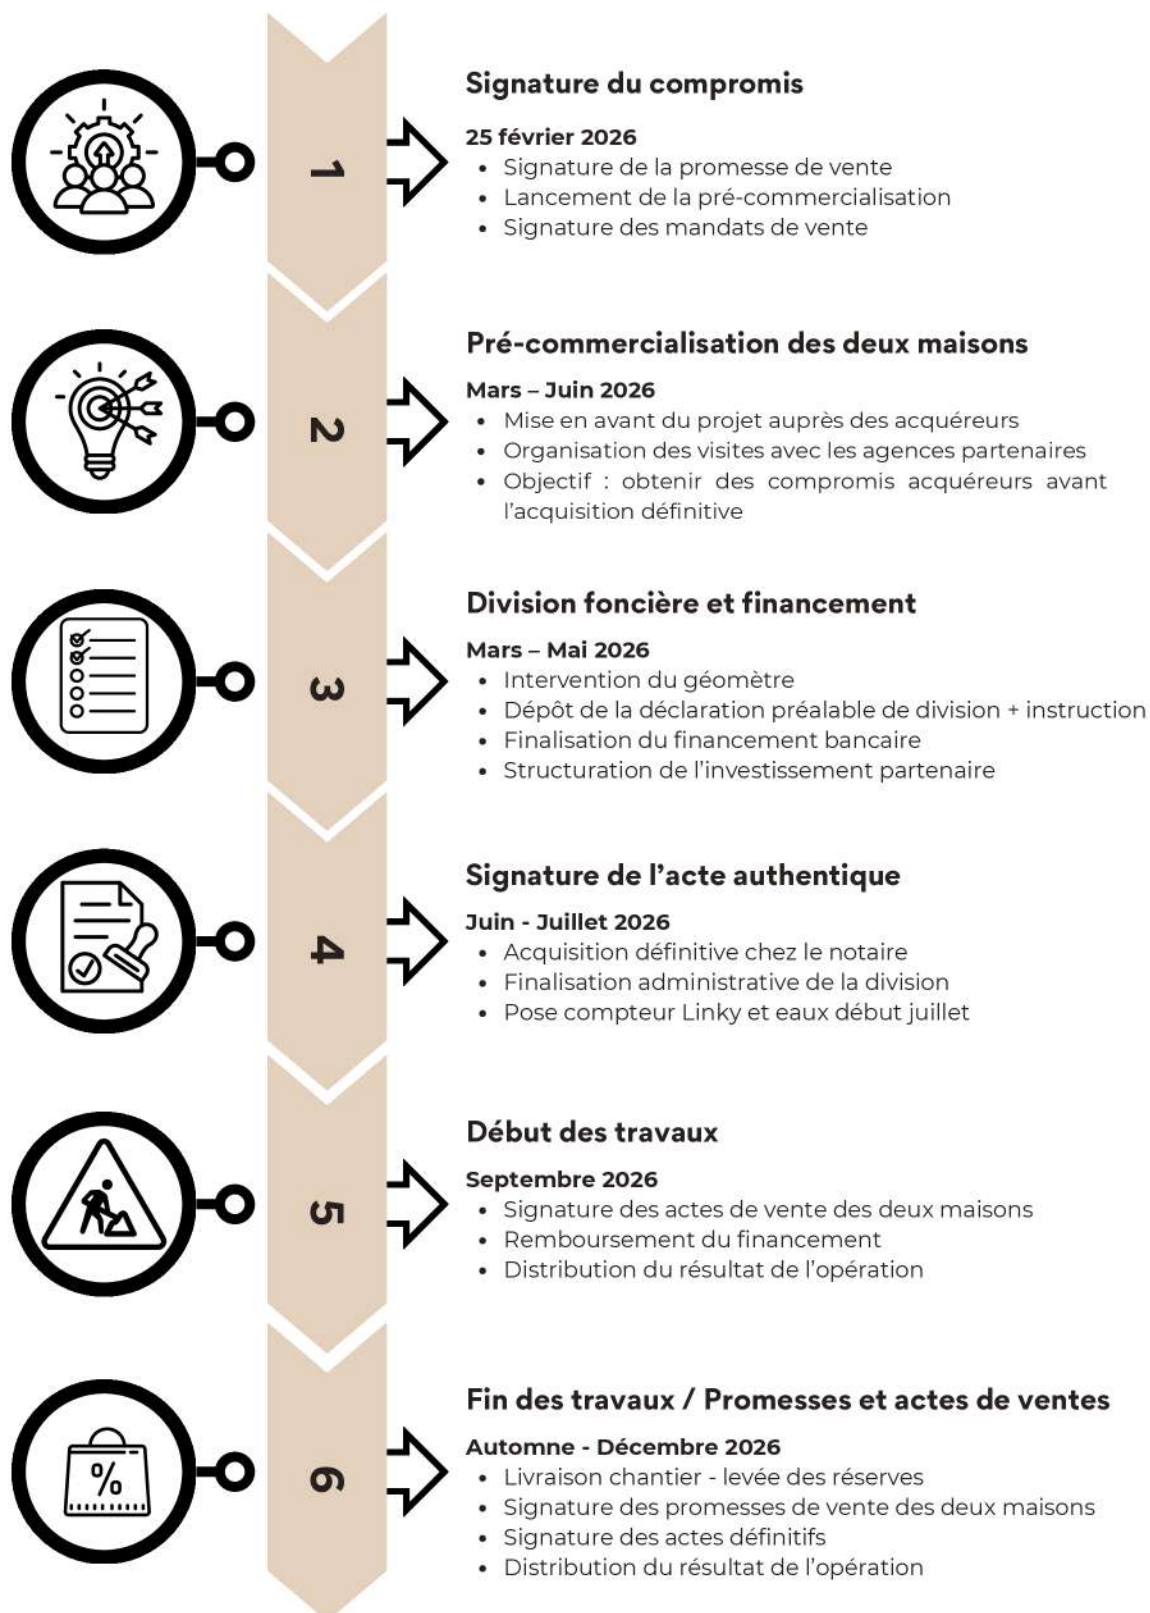 1
Signature du compromis
25 février 2026
• Signature de la promesse de vente
• Lancement de la pré-commercialisation
• Signature des mandats de vente
2
Pré-commercialisation des deux maisons
Mars – Juin 2026
• Mise en avant du projet auprès des acquéreurs
• Organisation des visites avec les agences partenaires
• Objectif : obtenir des compromis acquéreurs avant
l’acquisition définitive
3
Division foncière et financement
Mars – Mai 2026
• Intervention du géomètre
• Dépôt de la déclaration préalable de division + instruction
• Finalisation du financement bancaire
• Structuration de l’investissement partenaire
4
Signature de l’acte authentique
Juin - Juillet 2026
• Acquisition définitive chez le notaire
• Finalisation administrative de la division
• Pose compteur Linky et eaux début juillet
5
Début des travaux
Septembre 2026
• Signature des actes de vente des deux maisons
• Remboursement du financement
• Distribution du résultat de l’opération
%
6
Fin des travaux / Promesses et actes de ventes
Automne - Décembre 2026
• Livraison chantier - levée des réserves
• Signature des promesses de vente des deux maisons
• Signature des actes définitifs
• Distribution du résultat de l’opération